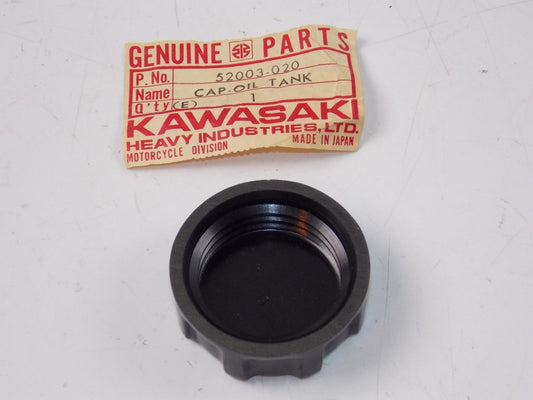 GENUINE PARTS
P. No. 52003-020
Name CAP-OIL TANK
Q'ty(E) 1
KAWASAKI
HEAVY INDUSTRIES, LTD.
MOTORCYCLE DIVISION MADE IN JAPAN